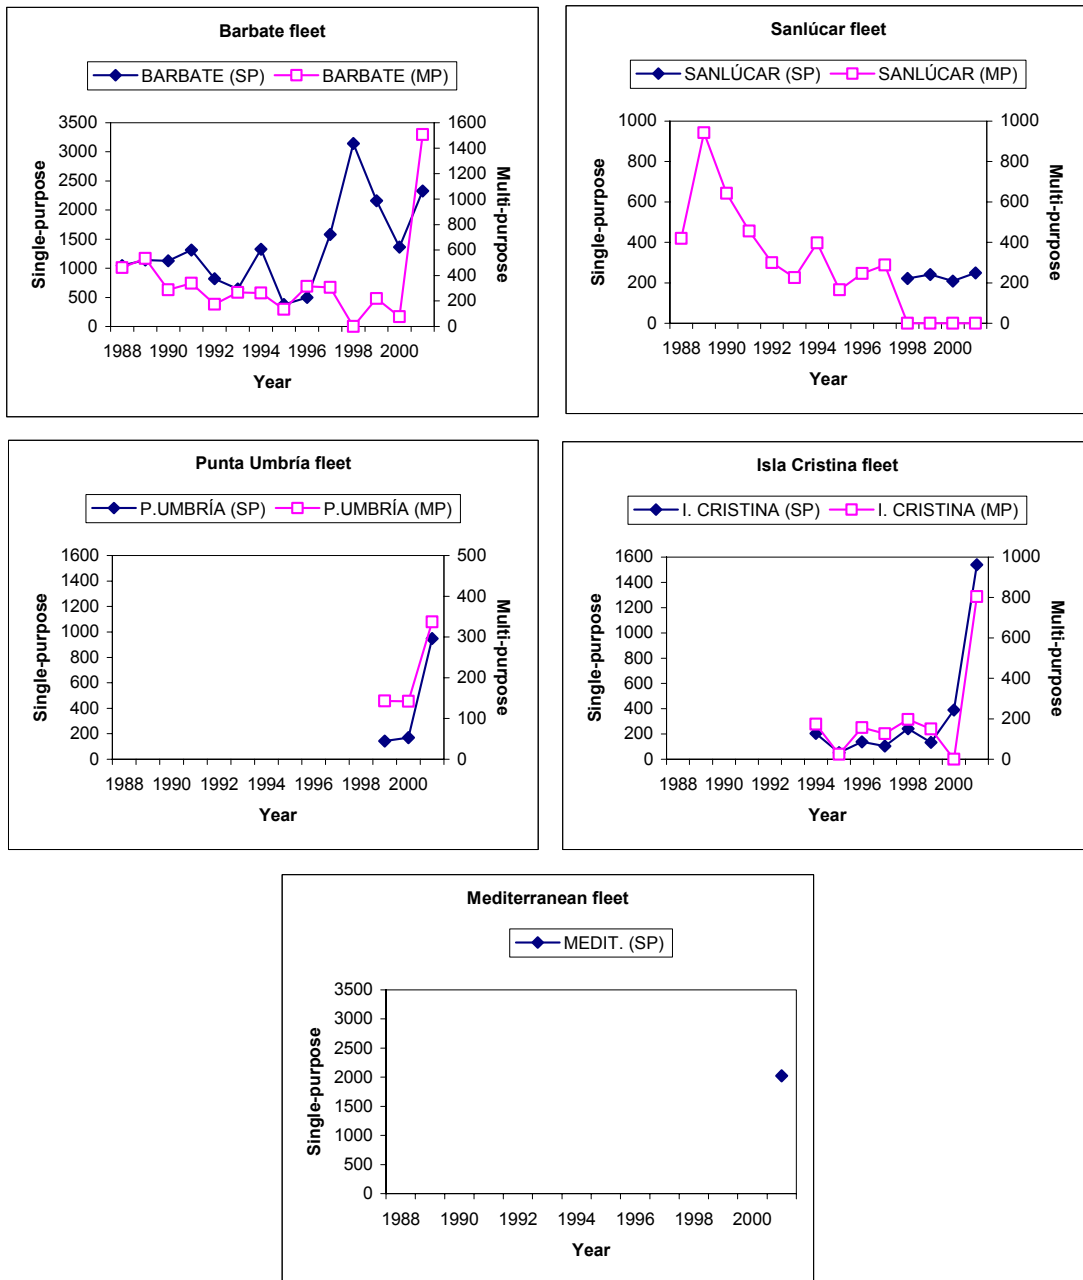 Barbate fleet
BARBATE (SP) BARBATE (MP)
3500
3000
2500
2000
1500
1000
500
0
1600
1400
1200
1000
800
600
400
200
0
Single-purpose
Multi-purpose
1988 1990 1992 1994 1996 1998 2000
Year
Sanlúcar fleet
SANLÚCAR (SP) SANLÚCAR (MP)
1000
800
600
400
200
0
1000
800
600
400
200
0
Single-purpose
Multi-purpose
1988 1990 1992 1994 1996 1998 2000
Year
Punta Umbría fleet
P.UMBRÍA (SP) P.UMBRÍA (MP)
1600
1400
1200
1000
800
600
400
200
0
500
400
300
200
100
0
Single-purpose
Multi-purpose
1988 1990 1992 1994 1996 1998 2000
Year
Isla Cristina fleet
I. CRISTINA (SP) I. CRISTINA (MP)
1600
1400
1200
1000
800
600
400
200
0
1000
800
600
400
200
0
Single-purpose
Multi-purpose
1988 1990 1992 1994 1996 1998 2000
Year
Mediterranean fleet
MEDIT. (SP)
3500
3000
2500
2000
1500
1000
500
0
Single-purpose
1988 1990 1992 1994 1996 1998 2000
Year